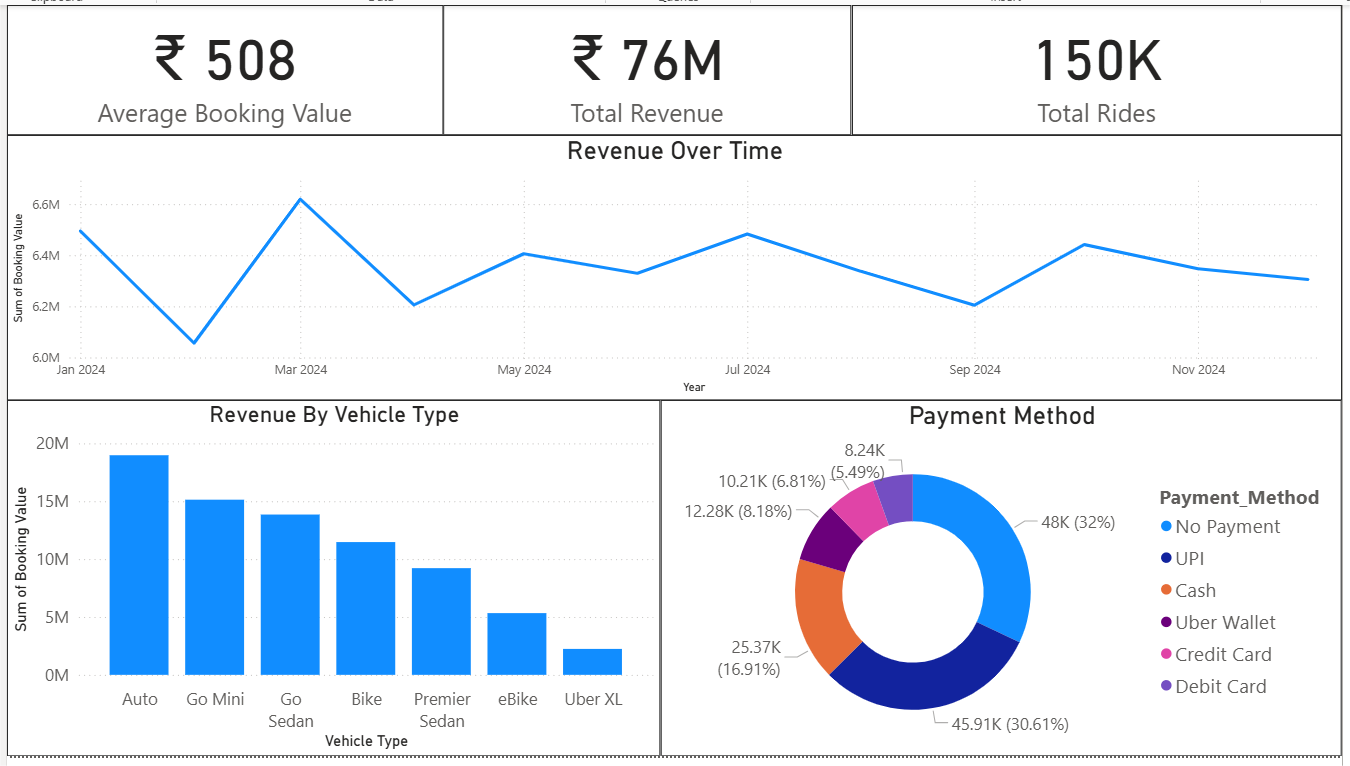 ₹ 508
Average Booking Value
₹ 76M
Total Revenue
150K
Total Rides
Revenue Over Time
Sum of Booking Value
6.6M
6.4M
6.2M
6.0M
Jan 2024
Mar 2024
May 2024
Jul 2024
Sep 2024
Nov 2024
Year
Revenue By Vehicle Type
Sum of Booking Value
20M
15M
10M
5M
0M
Auto
Go Mini
Go
Sedan
Bike
Premier
Sedan
eBike
Uber XL
Vehicle Type
Payment Method
8.24K
(5.49%)
10.21K (6.81%)
12.28K (8.18%)
25.37K
(16.91%)
48K (32%)
45.91K (30.61%)
Payment_Method
No Payment
UPI
Cash
Uber Wallet
Credit Card
Debit Card